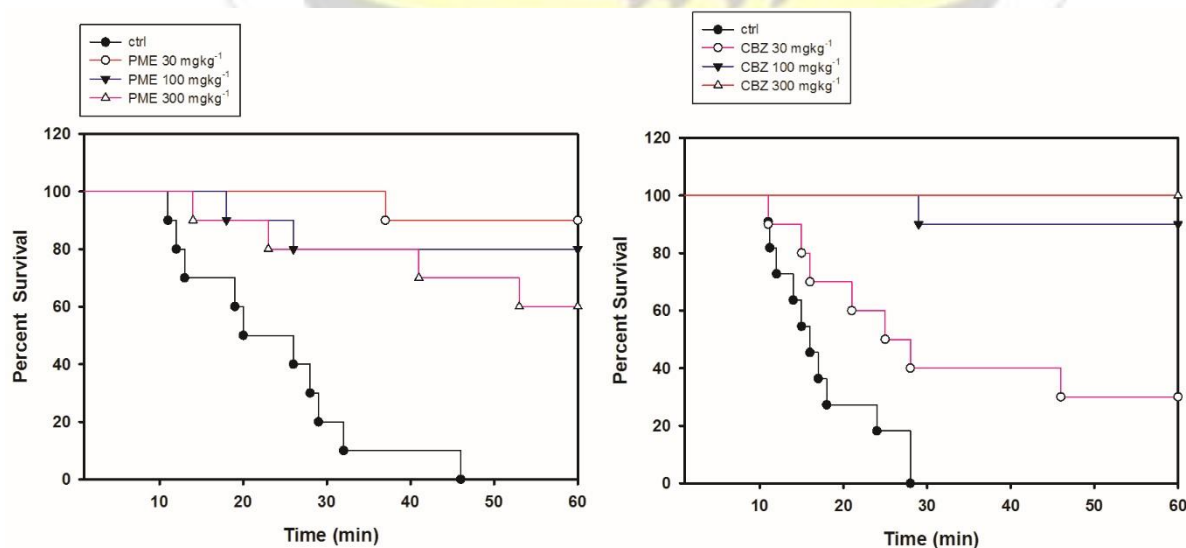 ctrl
PME 30 mgkg⁻¹
PME 100 mgkg⁻¹
PME 300 mgkg⁻¹
120
100
80
60
40
20
0
Percent Survival
10 20 30 40 50 60
Time (min)
ctrl
CBZ 30 mgkg⁻¹
CBZ 100 mgkg⁻¹
CBZ 300 mgkg⁻¹
120
100
80
60
40
20
0
Percent Survival
10 20 30 40 50 60
Time (min)